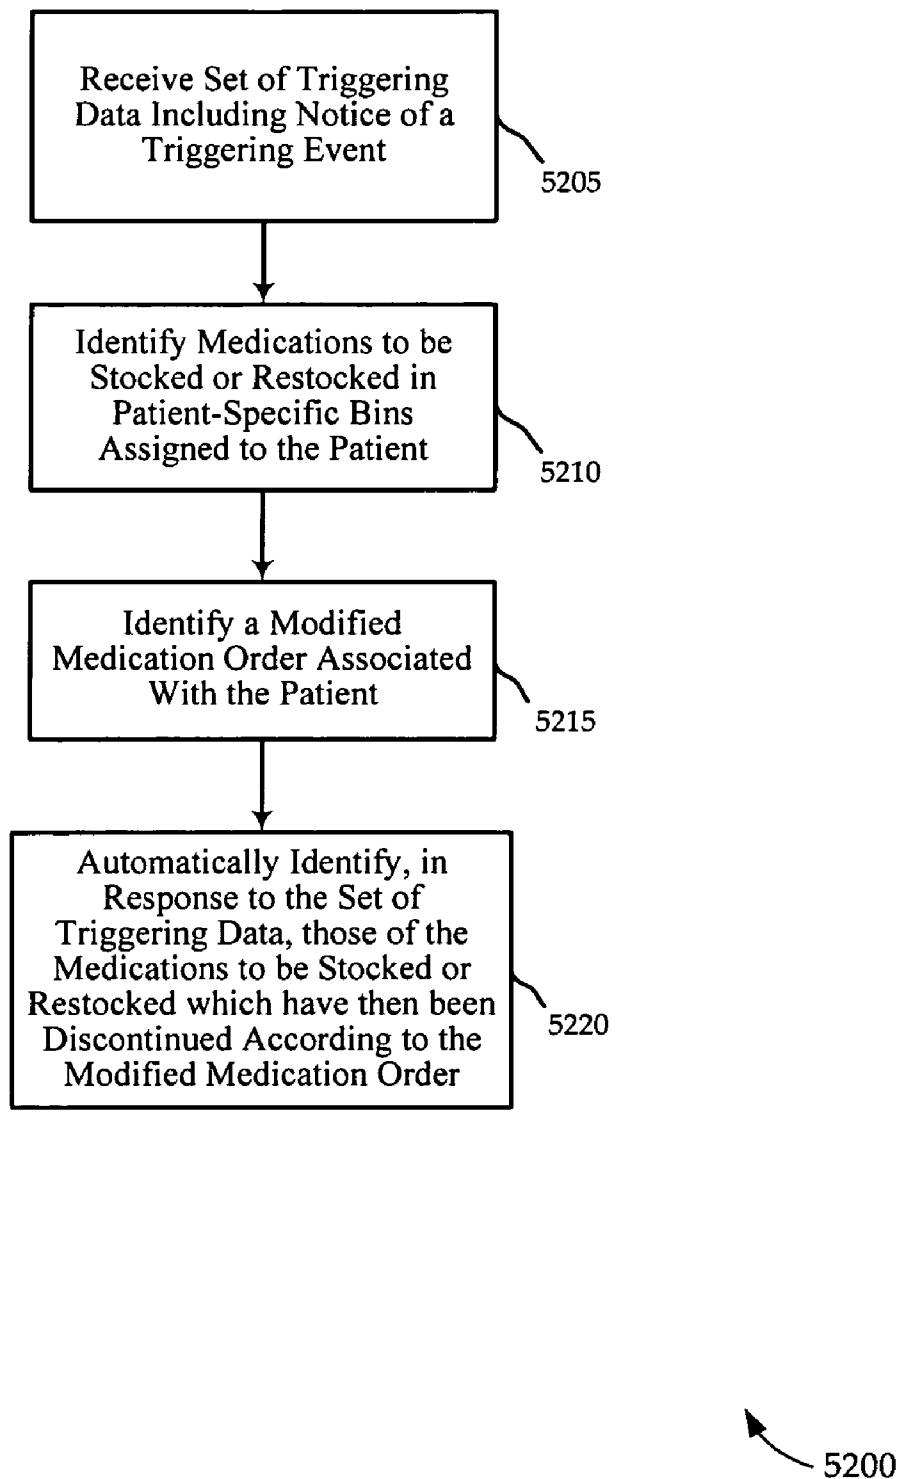 Receive Set of Triggering
Data Including Notice of a
Triggering Event
5205
Identify Medications to be
Stocked or Restocked in
Patient-Specific Bins
Assigned to the Patient
5210
Identify a Modified
Medication Order Associated
With the Patient
5215
Automatically Identify, in
Response to the Set of
Triggering Data, those of the
Medications to be Stocked or
Restocked which have then been
Discontinued According to the
Modified Medication Order
5220
5200